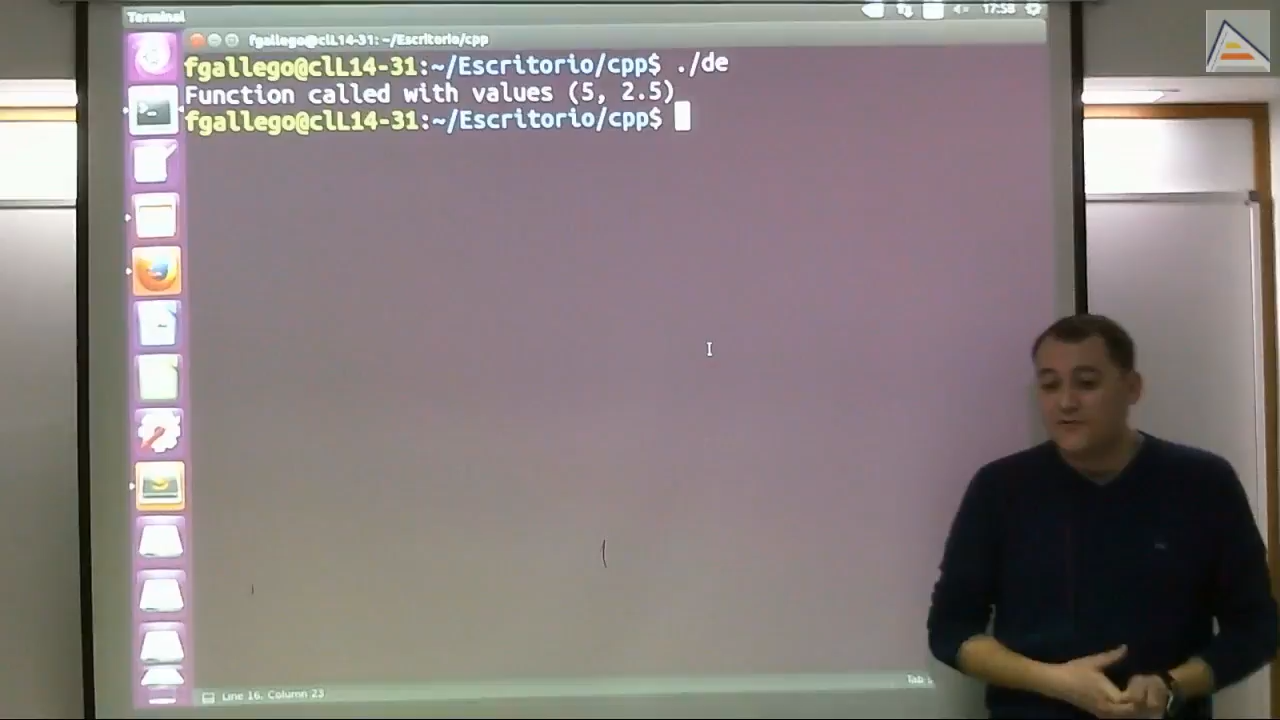 Terminal
17:58
fgallego@clL14-31: ~/Escritorio/cpp
fgallego@clL14-31:~/Escritorio/cpp$ ./de
Function called with values (5, 2.5)
fgallego@clL14-31:~/Escritorio/cpp$
Line 16, Column 23
Tab